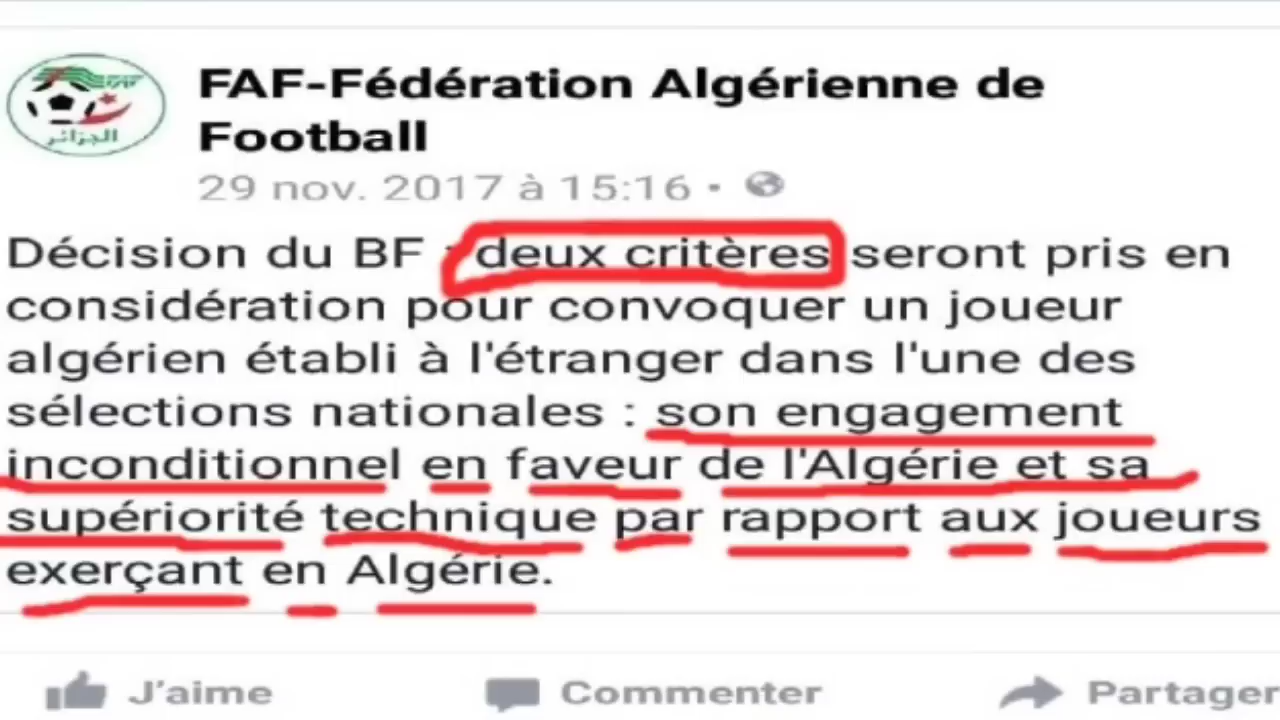 FAF-Fédération Algérienne de
Football
29 nov. 2017 à 15:16
الجزائر
Décision du BF : deux critères seront pris en
considération pour convoquer un joueur
algérien établi à l'étranger dans l'une des
sélections nationales : son engagement
inconditionnel en faveur de l'Algérie et sa
supériorité technique par rapport aux joueurs
exerçant en Algérie.
J'aime
Commenter
Partager